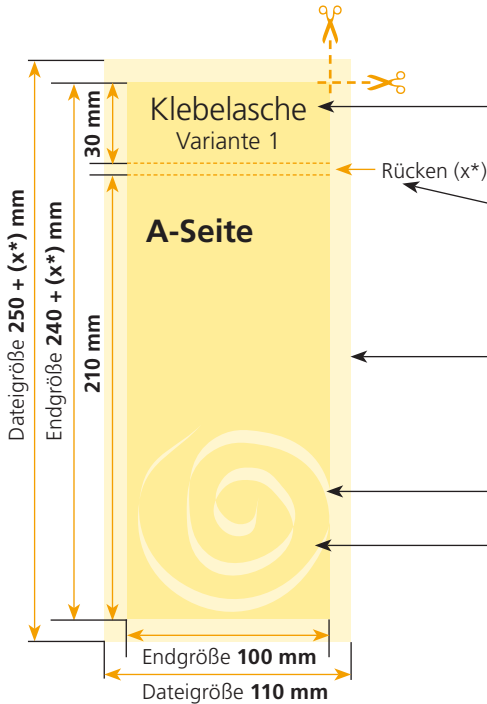 Klebelasche
Variante 1
Rücken (x*)
A-Seite
30 mm
210 mm
Endgröße 240 + (x*) mm
Dateigröße 250 + (x*) mm
Endgröße 100 mm
Dateigröße 110 mm